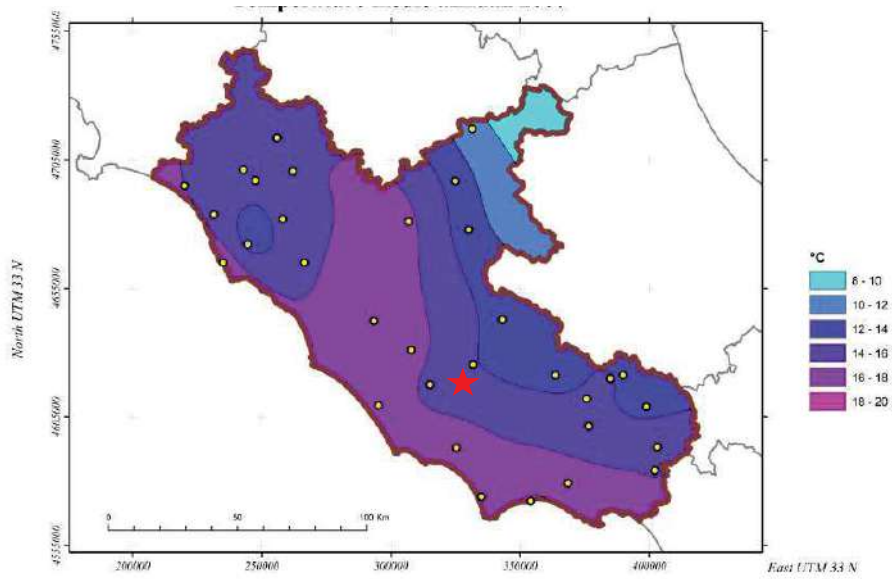 4755000
4705000
4655000
4605000
4555000
North UTM 33 N
°C
8 - 10
10 - 12
12 - 14
14 - 16
16 - 18
18 - 20
0 50 100 Km
200000 250000 300000 350000 400000
East UTM 33 N